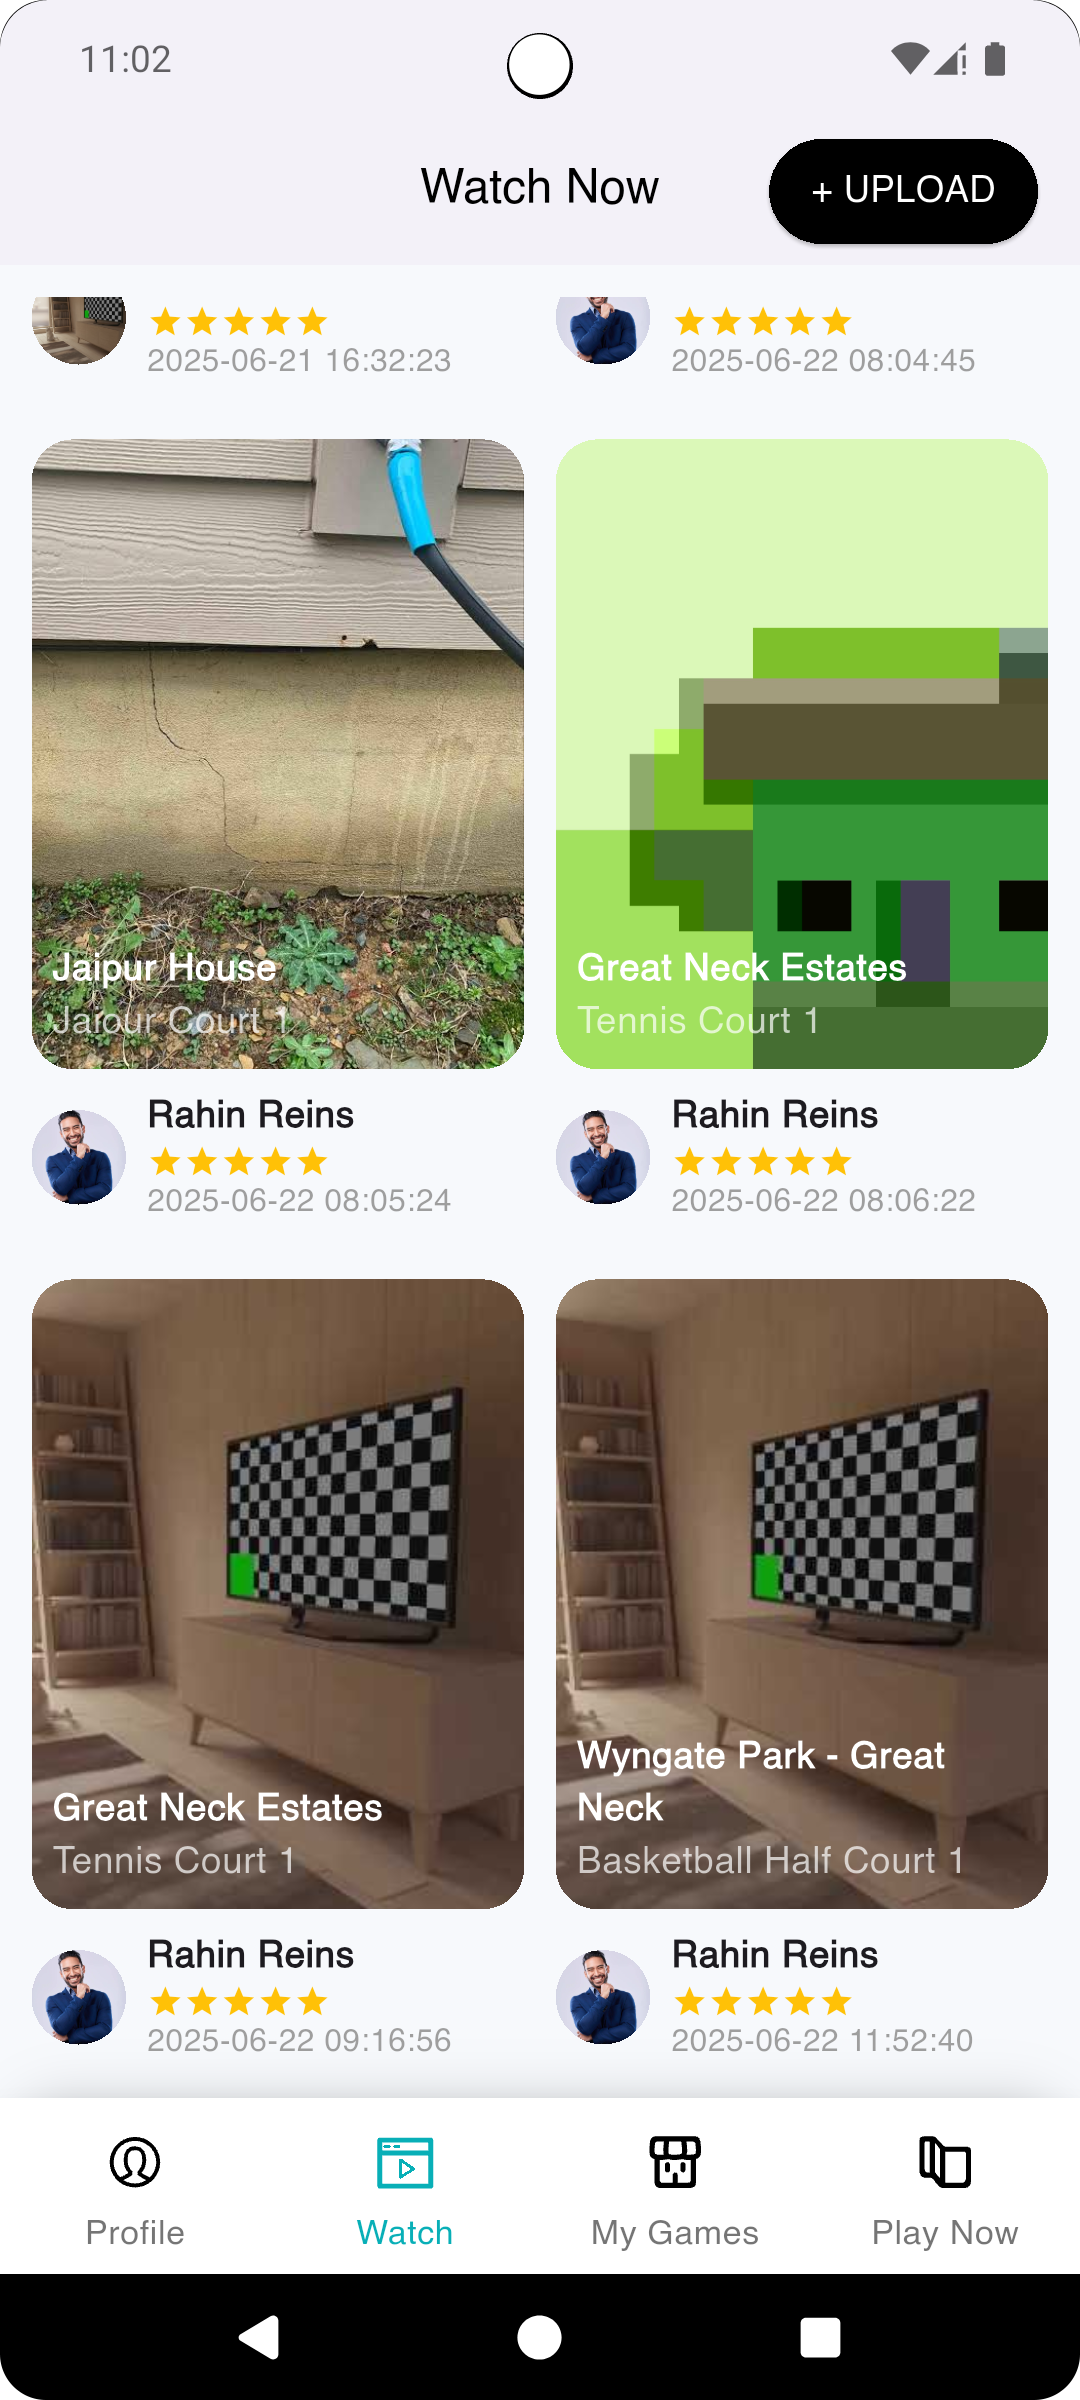 11:02
Watch Now
+ UPLOAD
2025-06-21 16:32:23
2025-06-22 08:04:45
Jaipur House
Jaiour Court 1
Great Neck Estates
Tennis Court 1
Rahin Reins
2025-06-22 08:05:24
Rahin Reins
2025-06-22 08:06:22
Great Neck Estates
Tennis Court 1
Wyngate Park - Great
Neck
Basketball Half Court 1
Rahin Reins
2025-06-22 09:16:56
Rahin Reins
2025-06-22 11:52:40
Profile
Watch
My Games
Play Now